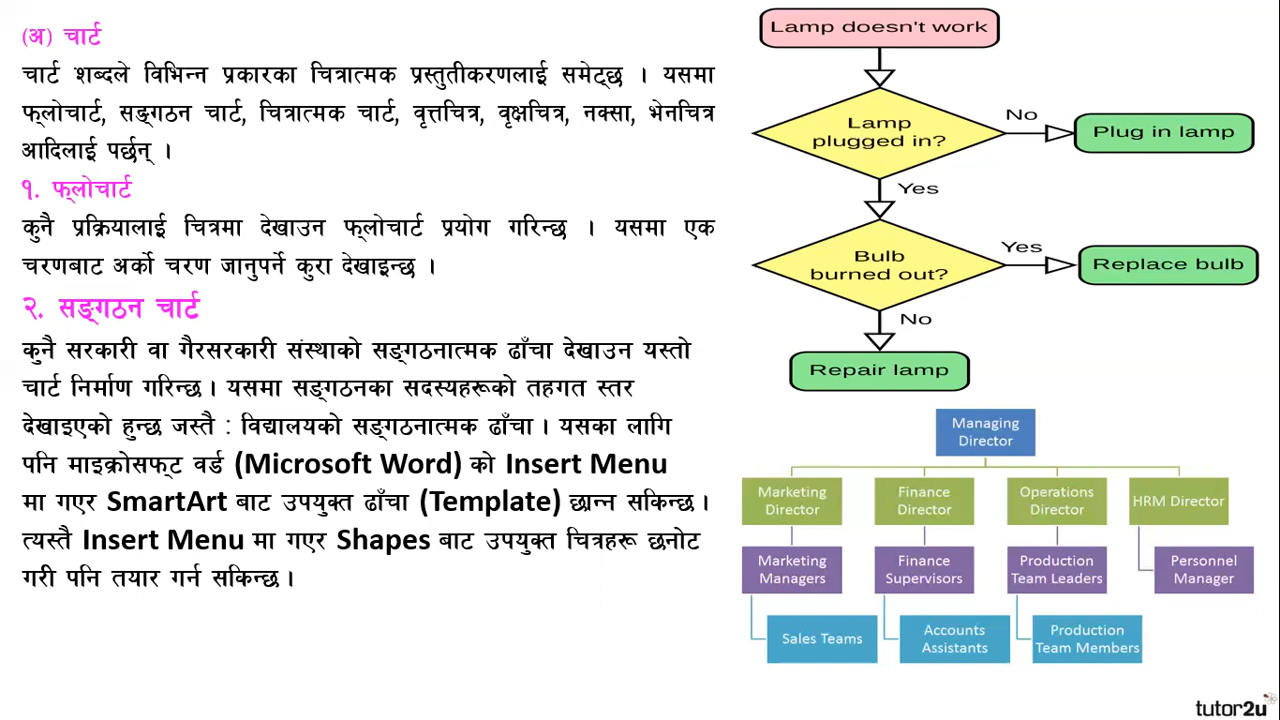 (अ) चार्ट
चार्ट शब्दले विभिन्न प्रकारका चित्रात्मक प्रस्तुतीकरणलाई समेट्छ । यसमा
फ्लोचार्ट, सङ्गठन चार्ट, चित्रात्मक चार्ट, वृत्तचित्र, वृक्षचित्र, नक्सा, भेनचित्र
आदिलाई पर्छन् ।
१. फ्लोचार्ट
कुनै प्रक्रियालाई चित्रमा देखाउन फ्लोचार्ट प्रयोग गरिन्छ । यसमा एक
चरणबाट अर्को चरण जानुपर्ने कुरा देखाइन्छ ।
२. सङ्गठन चार्ट
कुनै सरकारी वा गैरसरकारी संस्थाको सङ्गठनात्मक ढाँचा देखाउन यस्तो
चार्ट निर्माण गरिन्छ। यसमा सङ्गठनका सदस्यहरूको तहगत स्तर
देखाइएको हुन्छ जस्तै : विद्यालयको सङ्गठनात्मक ढाँचा। यसका लागि
पनि माइक्रोसफ्ट वर्ड (Microsoft Word) को Insert Menu
मा गएर SmartArt बाट उपयुक्त ढाँचा (Template) छान्न सकिन्छ।
त्यस्तै Insert Menu मा गएर Shapes बाट उपयुक्त चित्रहरू छनोट
गरी पनि तयार गर्न सकिन्छ।
Lamp doesn't work
Lamp
plugged in?
No
Plug in lamp
Yes
Bulb
burned out?
Yes
Replace bulb
No
Repair lamp
Managing
Director
Marketing
Director
Finance
Director
Operations
Director
HRM Director
Marketing
Managers
Finance
Supervisors
Production
Team Leaders
Personnel
Manager
Sales Teams
Accounts
Assistants
Production
Team Members
tutor2u